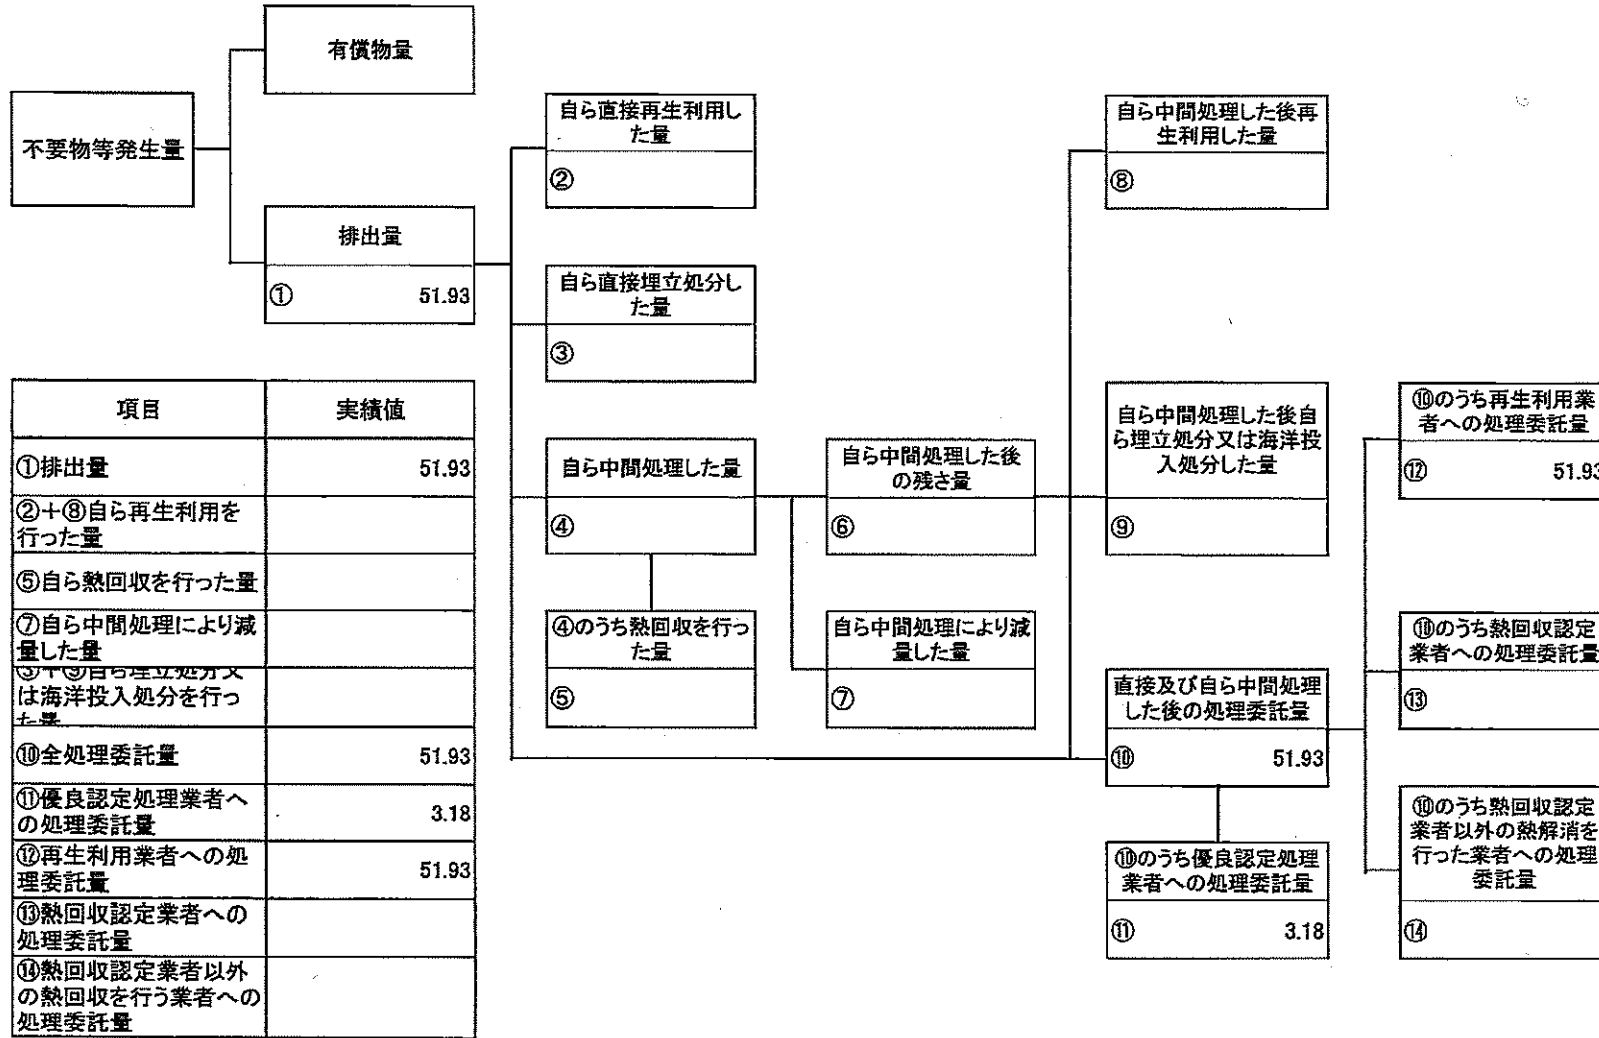 有償物量
不要物等発生量
排出量
① 51.93
自ら直接再生利用し
た量
②
自ら直接埋立処分し
た量
③
自ら中間処理した量
④
④のうち熱回収を行っ
た量
⑤
自ら中間処理した後
の残さ量
⑥
自ら中間処理により減
量した量
⑦
自ら中間処理した後再
生利用した量
⑧
自ら中間処理した後自
ら埋立処分又は海洋投
入処分した量
⑨
直接及び自ら中間処理
した後の処理委託量
⑩ 51.93
⑩のうち優良認定処理
業者への処理委託量
⑪ 3.18
⑩のうち再生利用業
者への処理委託量
⑫ 51.93
⑩のうち熱回収認定
業者への処理委託量
⑬
⑩のうち熱回収認定
業者以外の熱解消を
行った業者への処理
委託量
⑭
項目 実績値
①排出量 51.93
②+⑧自ら再生利用を
行った量
⑤自ら熱回収を行った量
⑦自ら中間処理により減
量した量
③+⑨自ら埋立処分又
は海洋投入処分を行っ
た量
⑩全処理委託量 51.93
⑪優良認定処理業者へ
の処理委託量 3.18
⑫再生利用業者への処
理委託量 51.93
⑬熱回収認定業者への
処理委託量
⑭熱回収認定業者以外
の熱回収を行う業者への
処理委託量